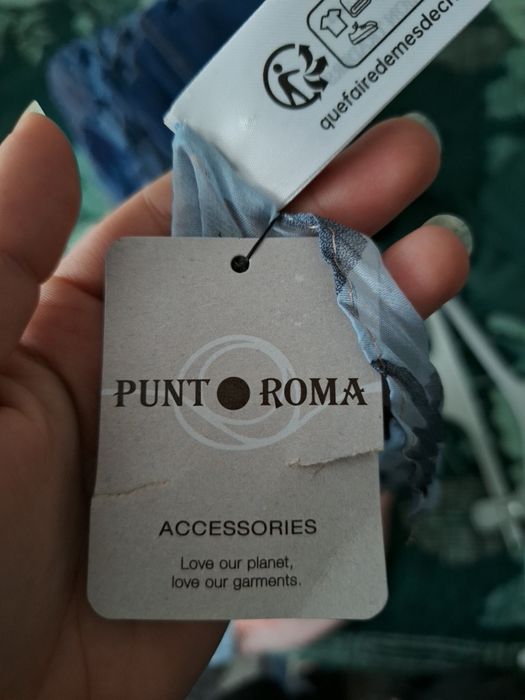 quefairedemesdec
PUNT ROMA
ACCESSORIES
Love our planet,
love our garments.